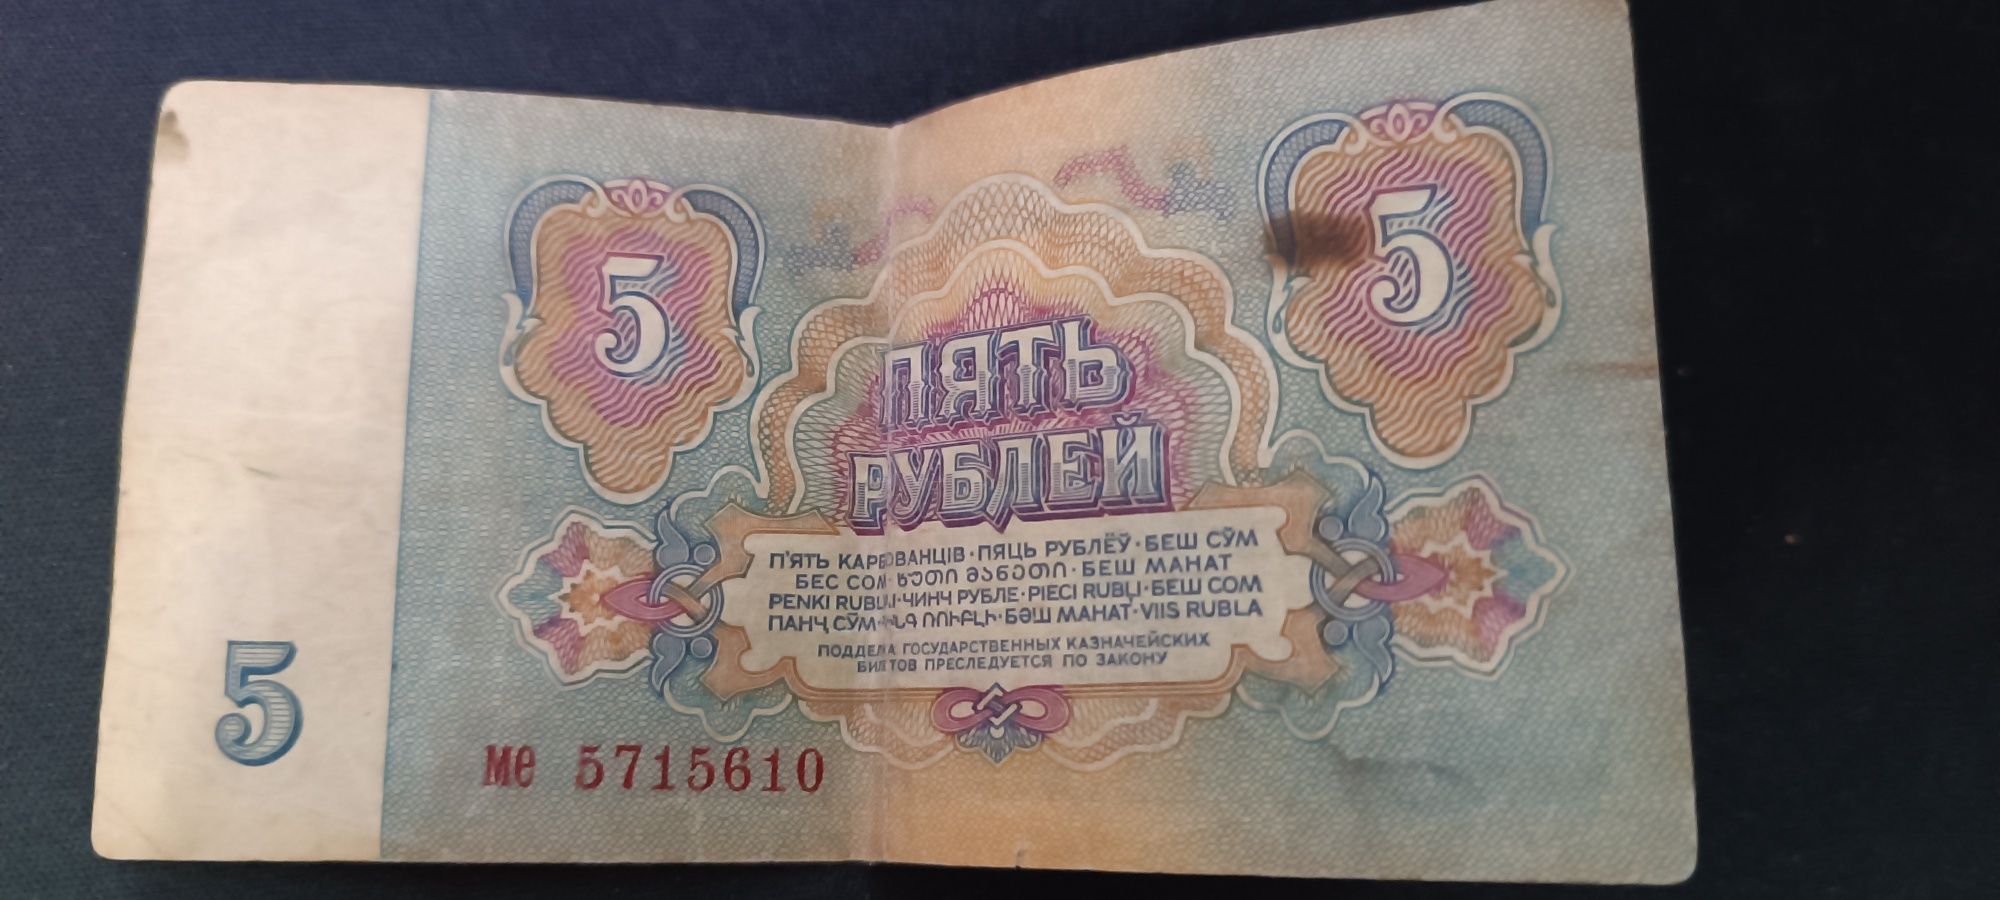 5
5
ПЯТЬ
РУБЛЕЙ
П'ЯТЬ КАРБОВАНЦІВ·ПЯЦЬ РУБЛЁЎ·БЕШ СЎМ
БЕС СОМ·ხუთი მანეთი·БЕШ МАНАТ
PENKI RUBLIAI·ЧИНЧ РУБЛЕ·PIECI RUBĻI·БЕШ СОМ
ПАНҶ СӮМ·ՀԻՆԳ ՌՈՒԲԼԻ·БӘШ МАНАТ·VIIS RUBLA
ПОДДЕЛКА ГОСУДАРСТВЕННЫХ КАЗНАЧЕЙСКИХ
БИЛЕТОВ ПРЕСЛЕДУЕТСЯ ПО ЗАКОНУ
5
ме 5715610